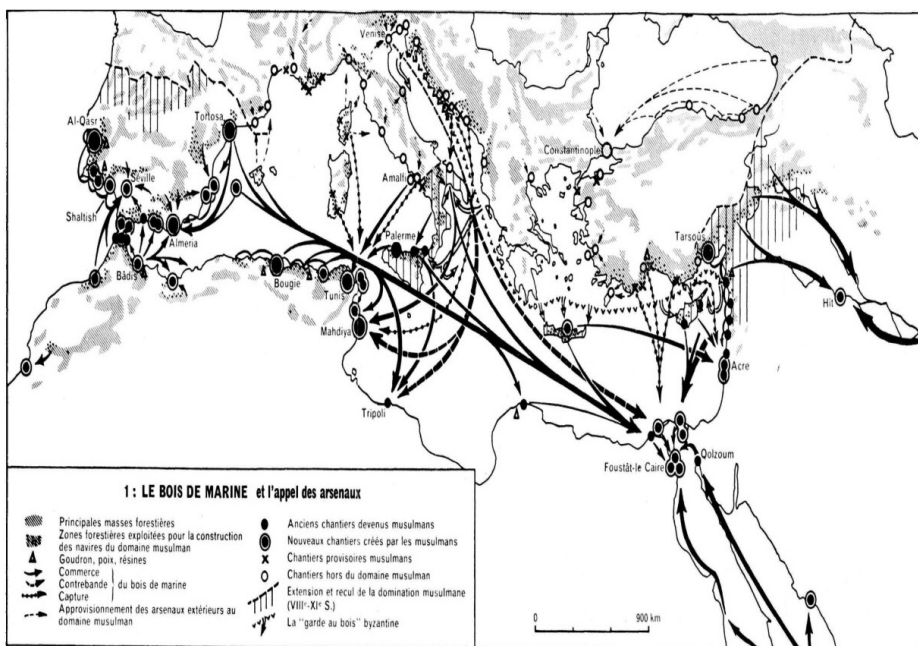 Venise
Al-Qasr
Tortosa
Constantinople
Séville
Amalfi
Shaltish
Palerme
Tarsoûs
Almeria
Bâdis
Bougie
Tunis
Hit
Mahdiya
Acre
Tripoli
Foustât-le Caire
Qolzoum
1 : LE BOIS DE MARINE et l'appel des arsenaux
Principales masses forestières
Zones forestières exploitées pour la construction
des navires du domaine musulman
Goudron, poix, résines
Commerce
Contrebande
Capture
du bois de marine
Approvisionnement des arsenaux extérieurs au
domaine musulman
Anciens chantiers devenus musulmans
Nouveaux chantiers créés par les musulmans
Chantiers provisoires musulmans
Chantiers hors du domaine musulman
Extension et recul de la domination musulmane
(VIIIe-XIe S.)
La "garde au bois" byzantine
0 900 km